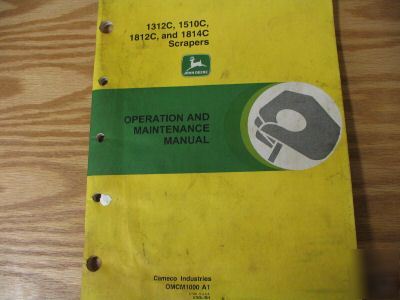 1312C, 1510C,
1812C, and 1814C
Scrapers
JOHN DEERE
OPERATION AND
MAINTENANCE
MANUAL
Cameco Industries
OMCM1000 A1